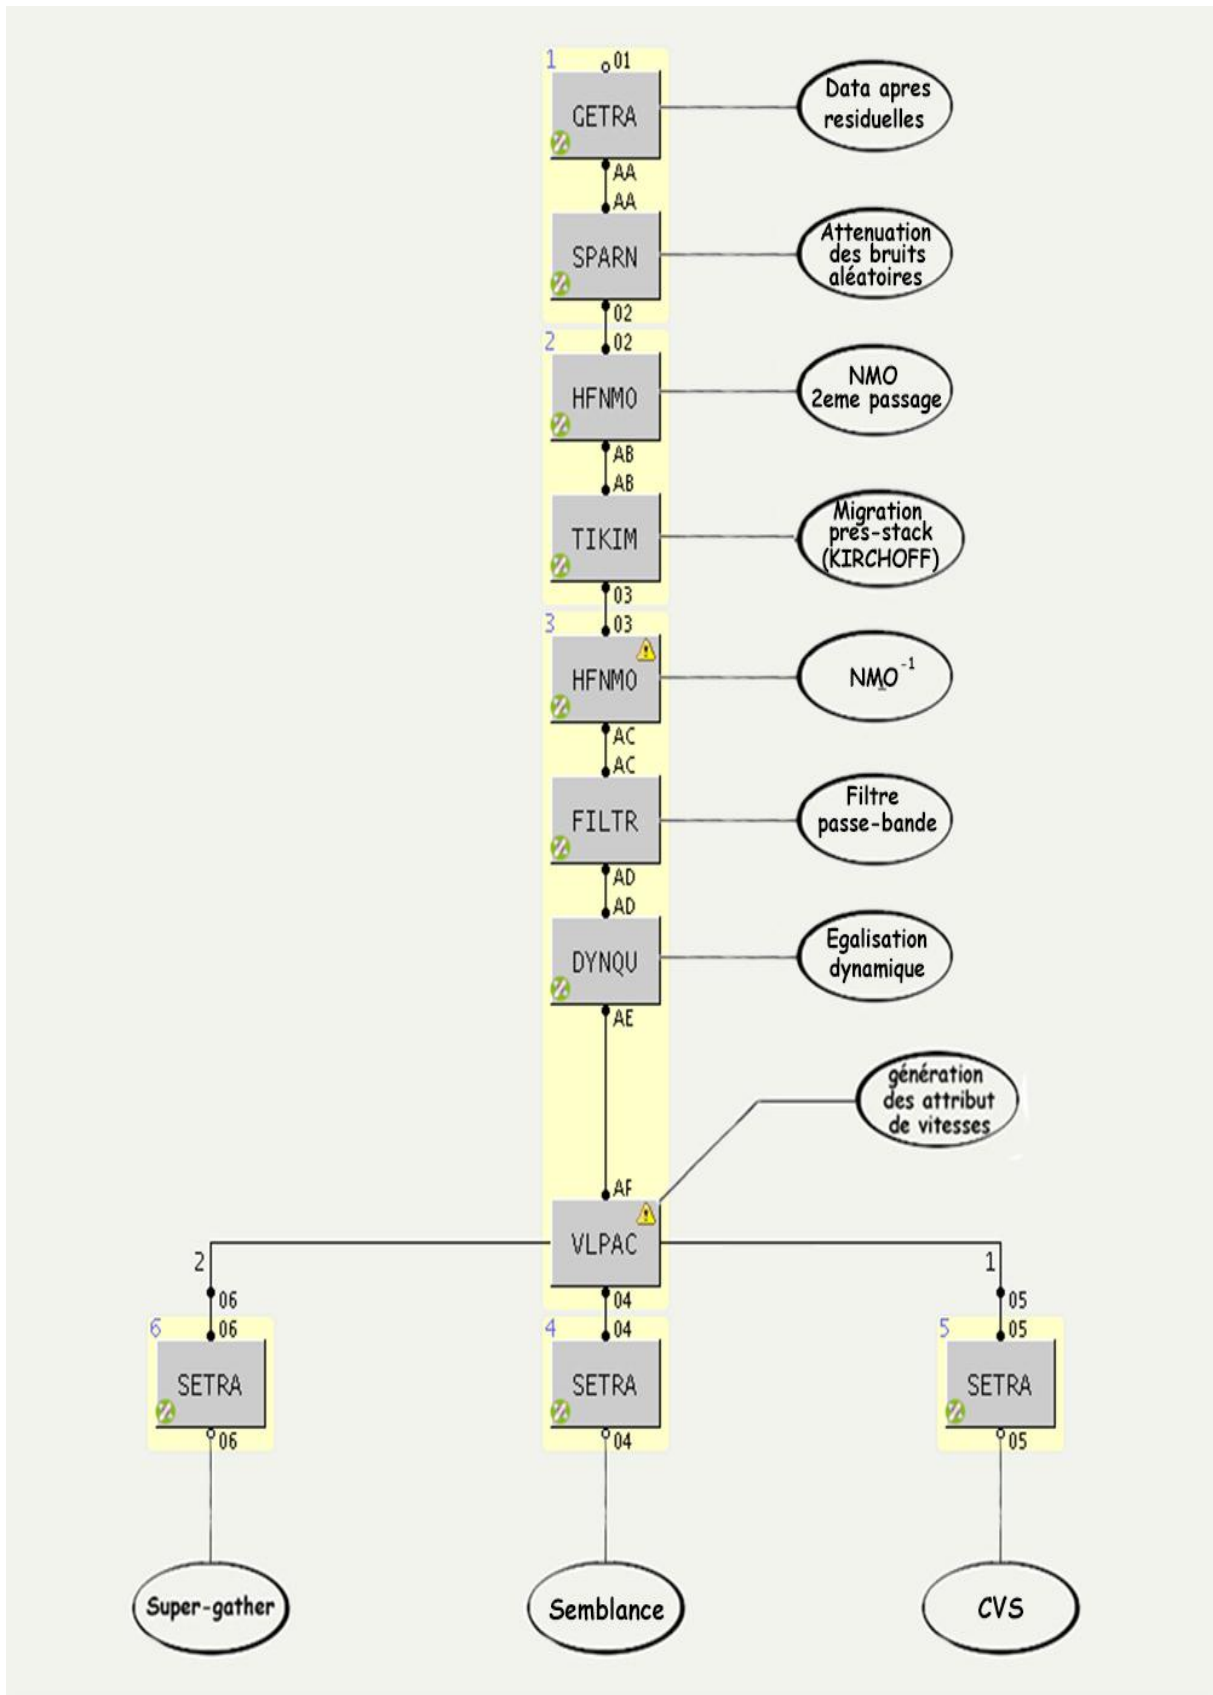 1
01
GETRA
Data apres
residuelles
AA
AA
SPARN
Attenuation
des bruits
aléatoires
02
2
02
HFNMO
NMO
2eme passage
AB
AB
TIKIM
Migration
pres-stack
(KIRCHOFF)
03
3
03
HFNMO
NMO-1
AC
AC
FILTR
Filtre
passe-bande
AD
AD
DYNQU
Egalisation
dynamique
AE
génération
des attribut
de vitesses
AF
VLPAC
2
1
06
04
05
6
06
4
04
5
05
SETRA
SETRA
SETRA
06
04
05
Super-gather
Semblance
CVS